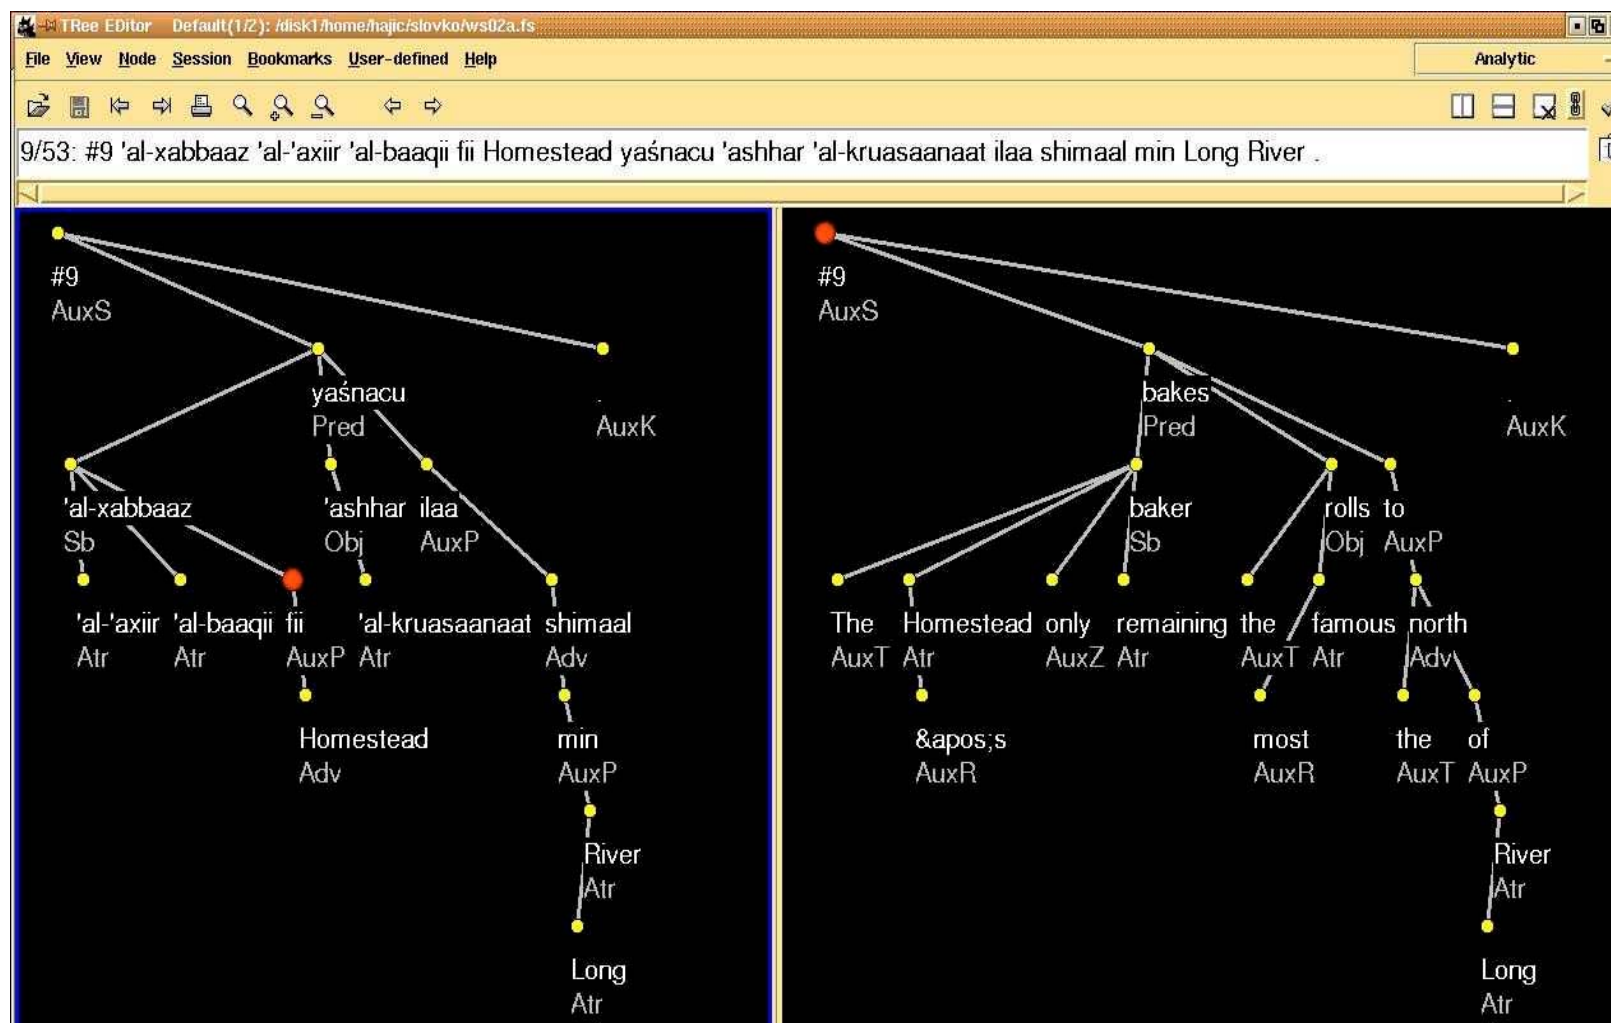 TRee EDitor Default(1/2): /disk1/home/hajic/slovko/ws02a.fs
File View Node Session Bookmarks User-defined Help
Analytic
9/53: #9 'al-xabbaaz 'al-'axiir 'al-baaqii fii Homestead yaśnacu 'ashhar 'al-kruasaanaat ilaa shimaal min Long River .
#9
AuxS
yaśnacu .
Pred AuxK
'al-xabbaaz 'ashhar ilaa
Sb Obj AuxP
'al-'axiir 'al-baaqii fii 'al-kruasaanaat shimaal
Atr Atr AuxP Atr Adv
Homestead min
Adv AuxP
River
Atr
Long
Atr
#9
AuxS
bakes .
Pred AuxK
baker rolls to
Sb Obj AuxP
The Homestead only remaining the famous north
AuxT Atr AuxZ Atr AuxT Atr Adv
&apos;s most the of
AuxR AuxR AuxT AuxP
River
Atr
Long
Atr